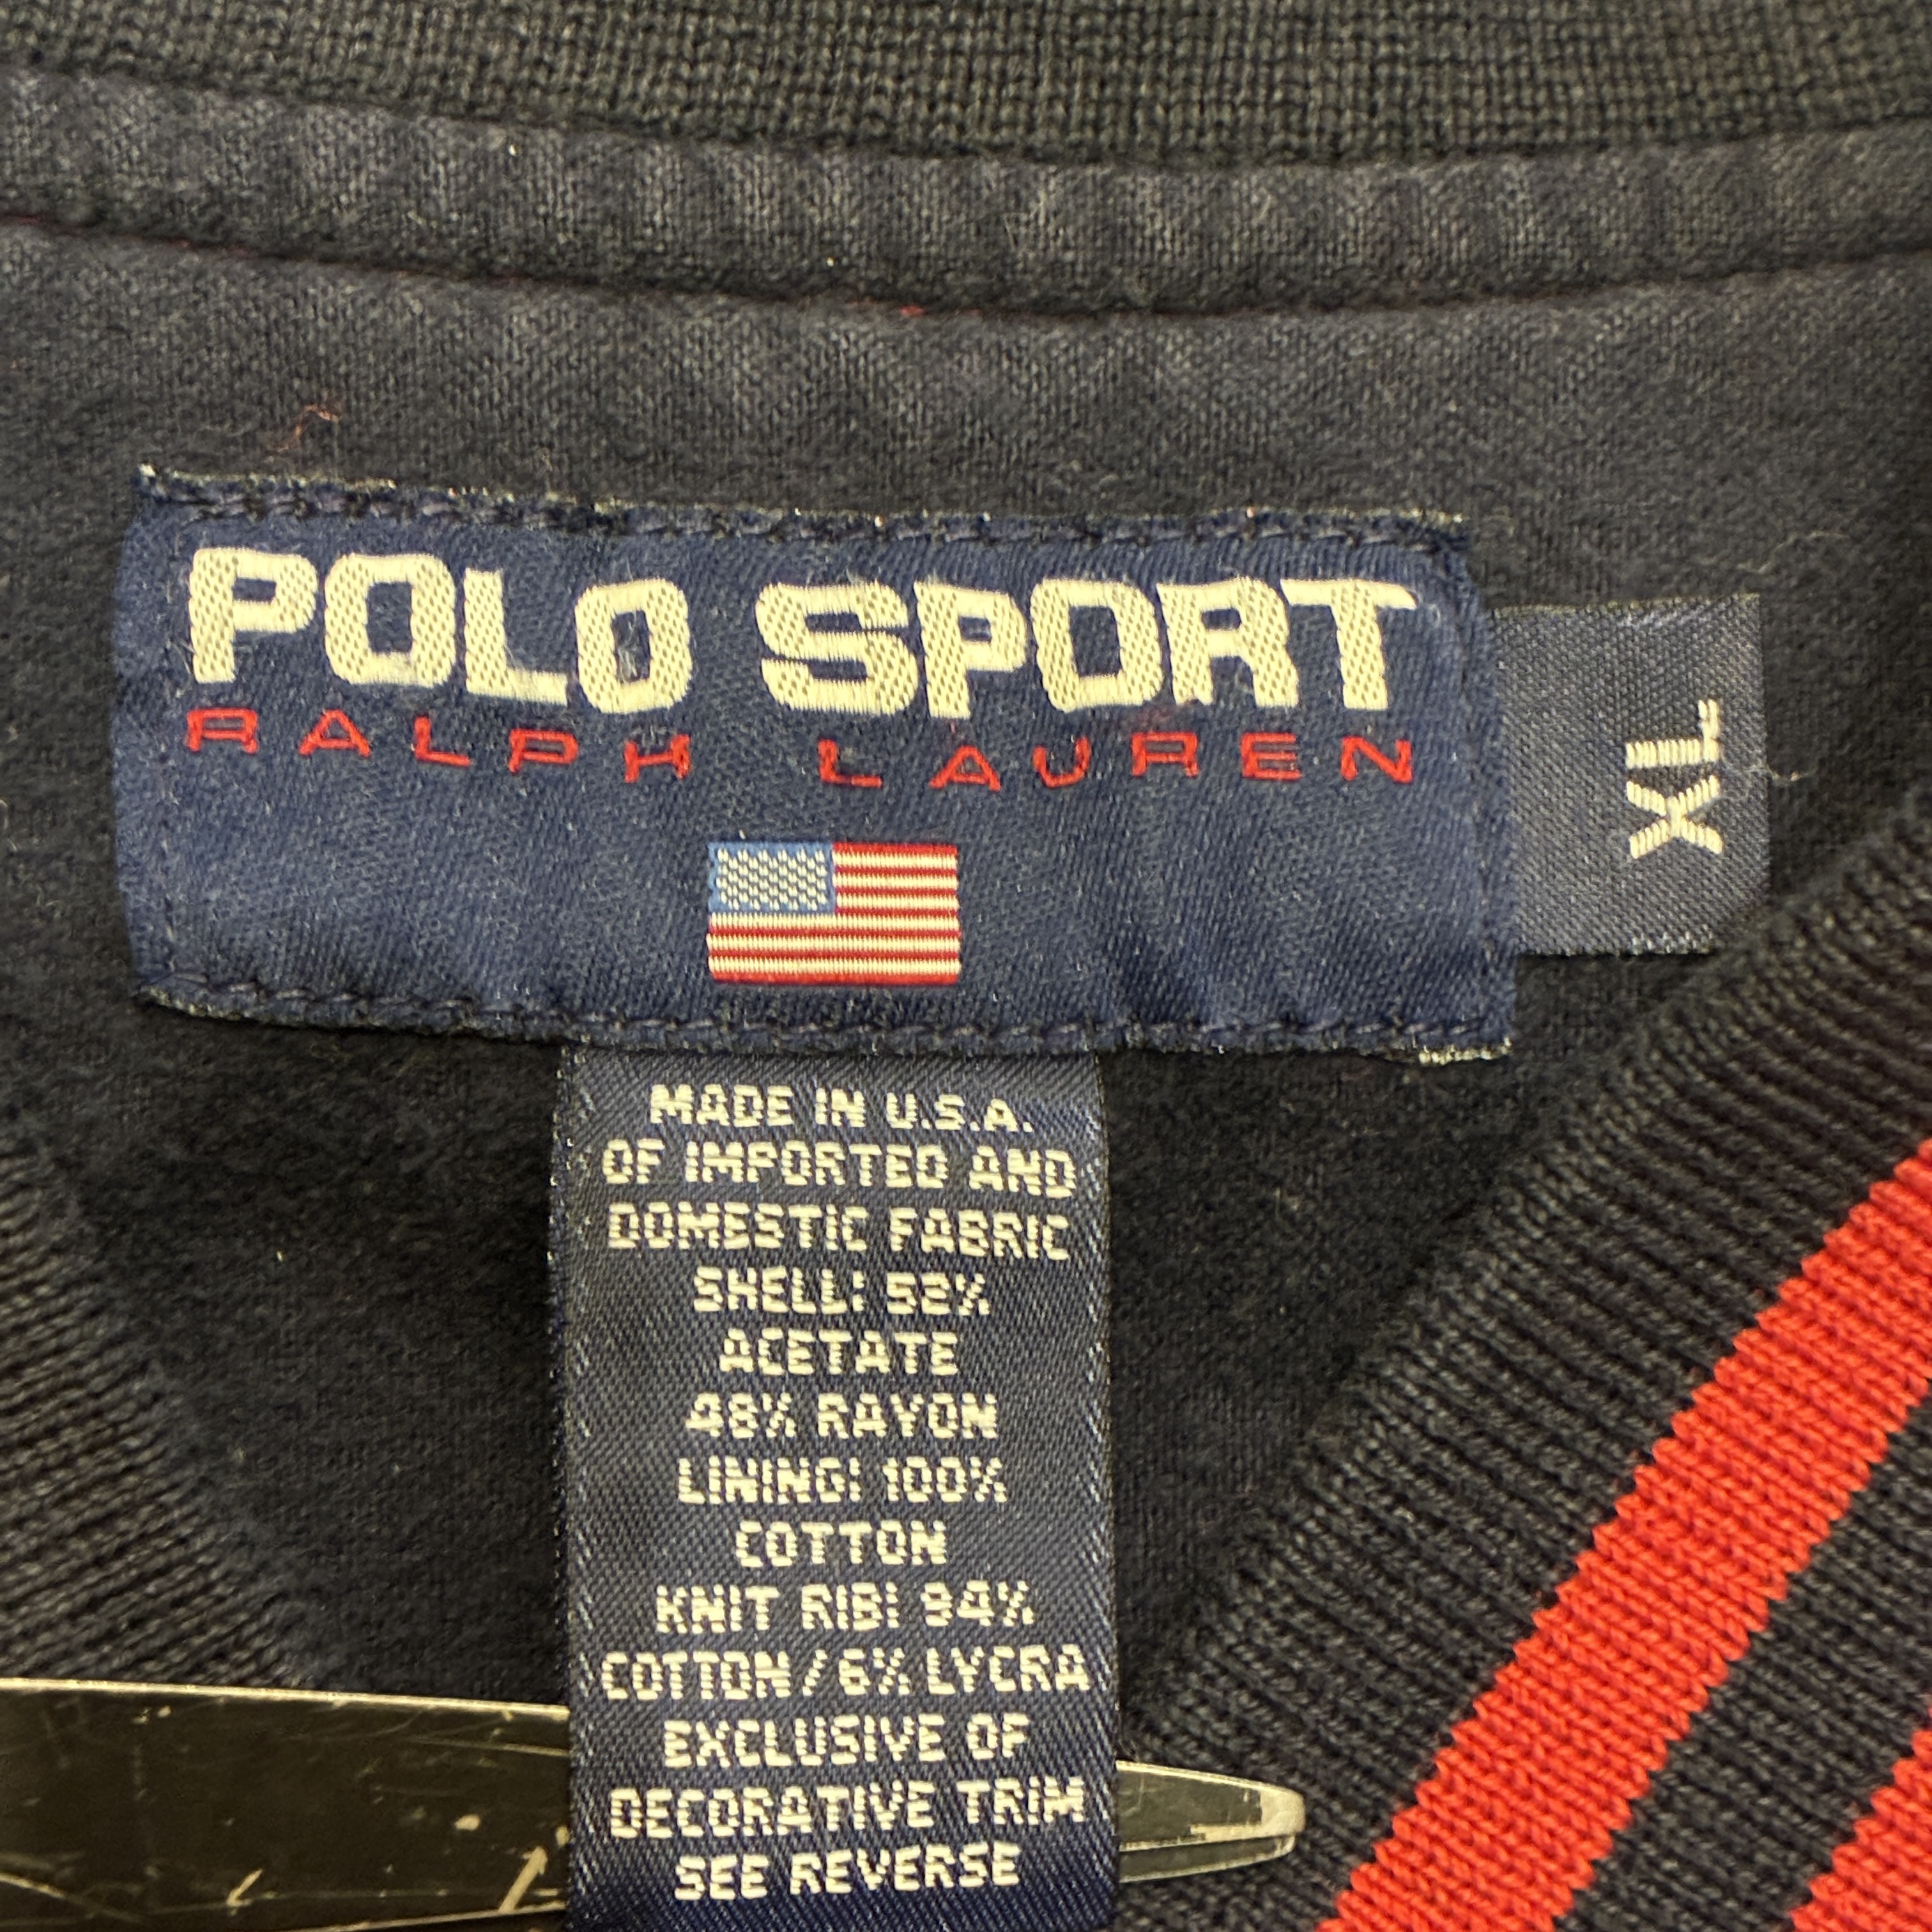 POLO SPORT
RALPH LAUREN
XL
MADE IN U.S.A.
OF IMPORTED AND
DOMESTIC FABRIC
SHELL: 52%
ACETATE
48% RAYON
LINING: 100%
COTTON
KNIT RIB: 94%
COTTON/6% LYCRA
EXCLUSIVE OF
DECORATIVE TRIM
SEE REVERSE